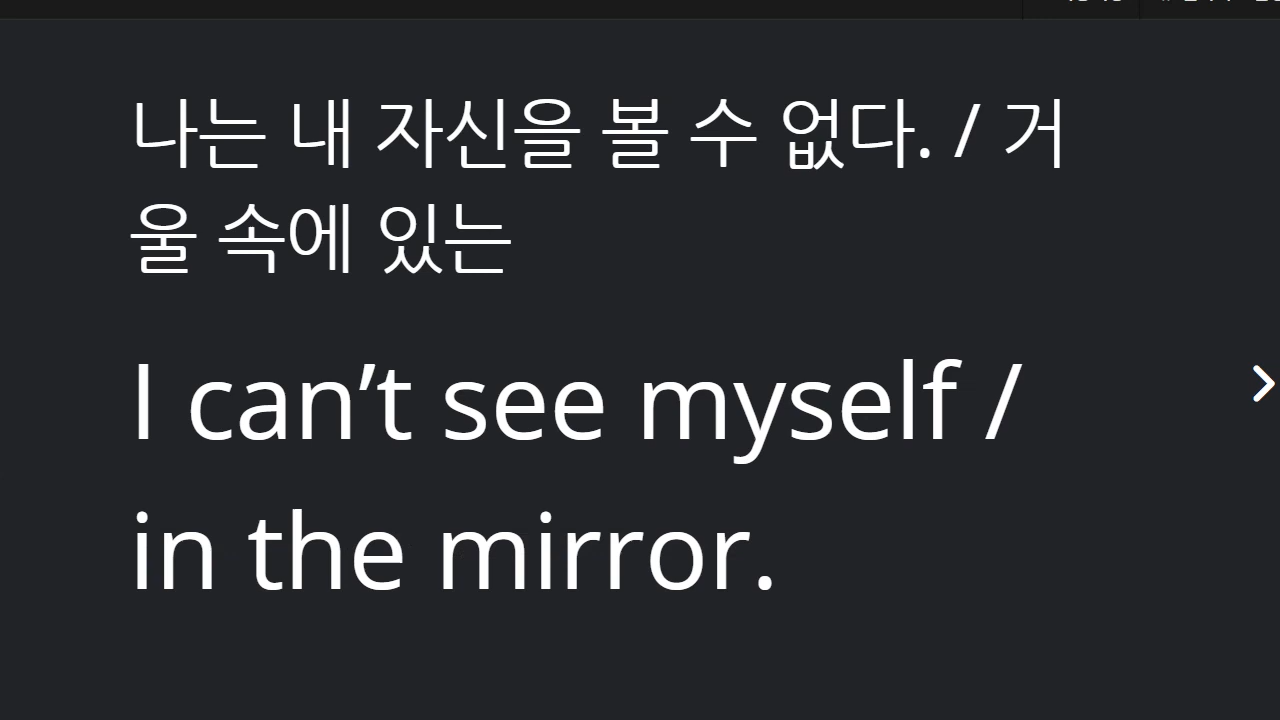 나는 내 자신을 볼 수 없다. / 거
울 속에 있는
I can’t see myself /
in the mirror.